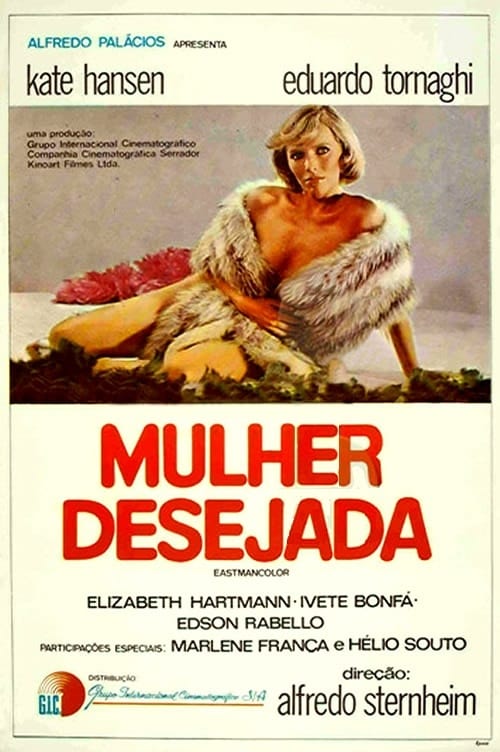 ALFREDO PALÁCIOS APRESENTA
kate hansen eduardo tornaghi
uma produção:
Grupo Internacional Cinematográfico
Companhia Cinematográfica Serrador
Kinoart Filmes Ltda.
MULHER
DESEJADA
EASTMANCOLOR
ELIZABETH HARTMANN · IVETE BONFÁ ·
EDSON RABELLO
PARTICIPAÇÕES ESPECIAIS: MARLENE FRANÇA e HÉLIO SOUTO
DISTRIBUIÇÃO
G.I.C. Grupo Internacional Cinematográfico S/A
direção:
alfredo sternheim